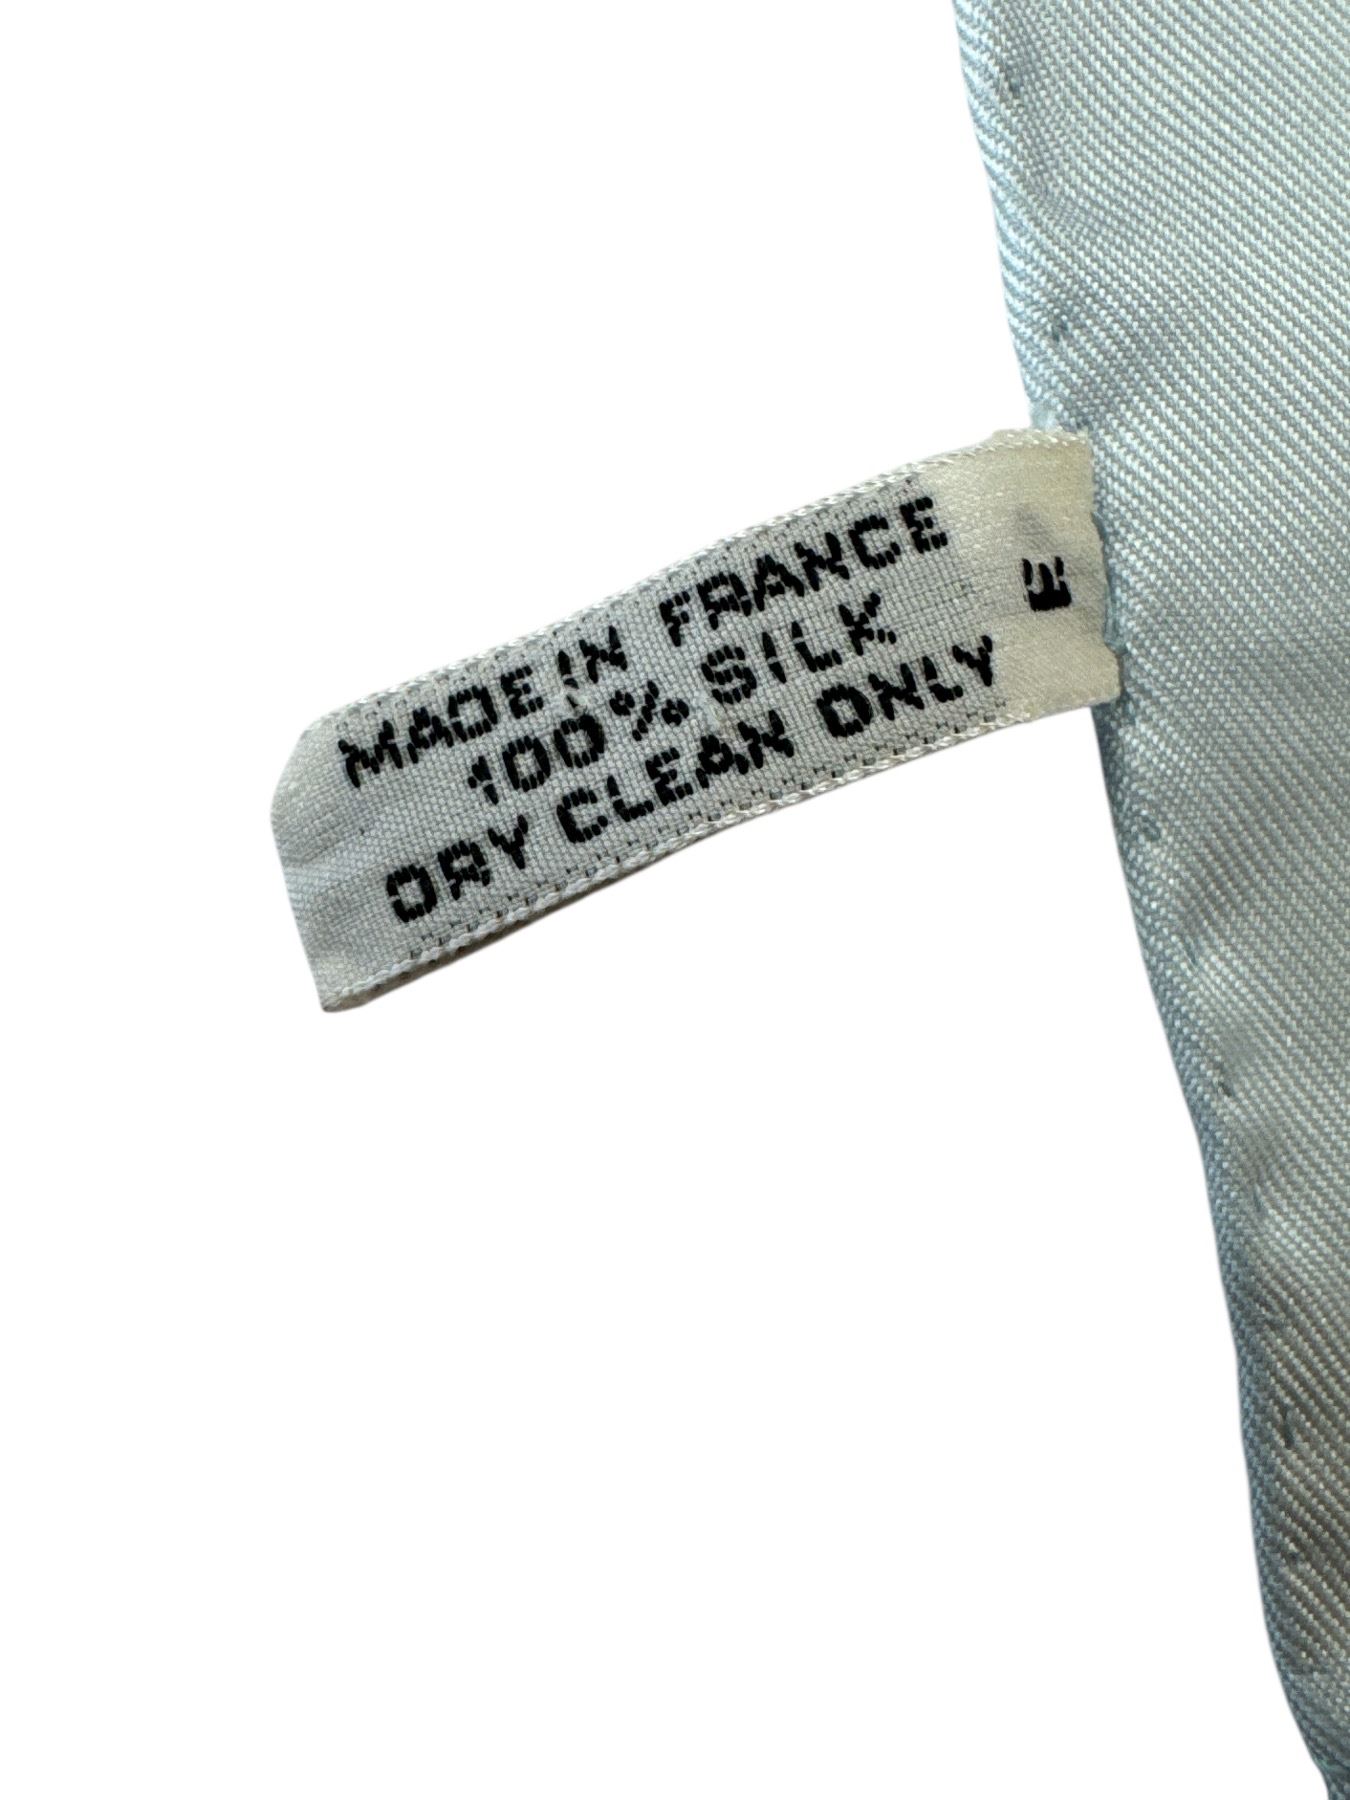 MADE IN FRANCE
100% SILK
DRY CLEAN ONLY
E